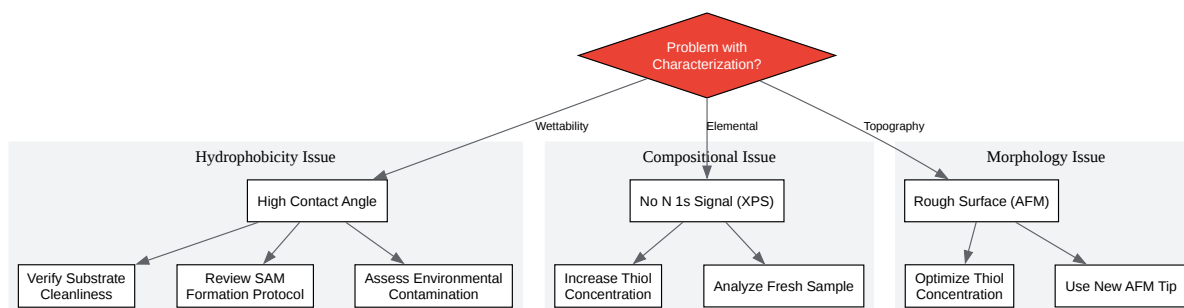 Problem with
Characterization?
Wettability
Elemental
Topography
Hydrophobicity Issue
Compositional Issue
Morphology Issue
High Contact Angle
No N 1s Signal (XPS)
Rough Surface (AFM)
Verify Substrate
Cleanliness
Review SAM
Formation Protocol
Assess Environmental
Contamination
Increase Thiol
Concentration
Analyze Fresh Sample
Optimize Thiol
Concentration
Use New AFM Tip